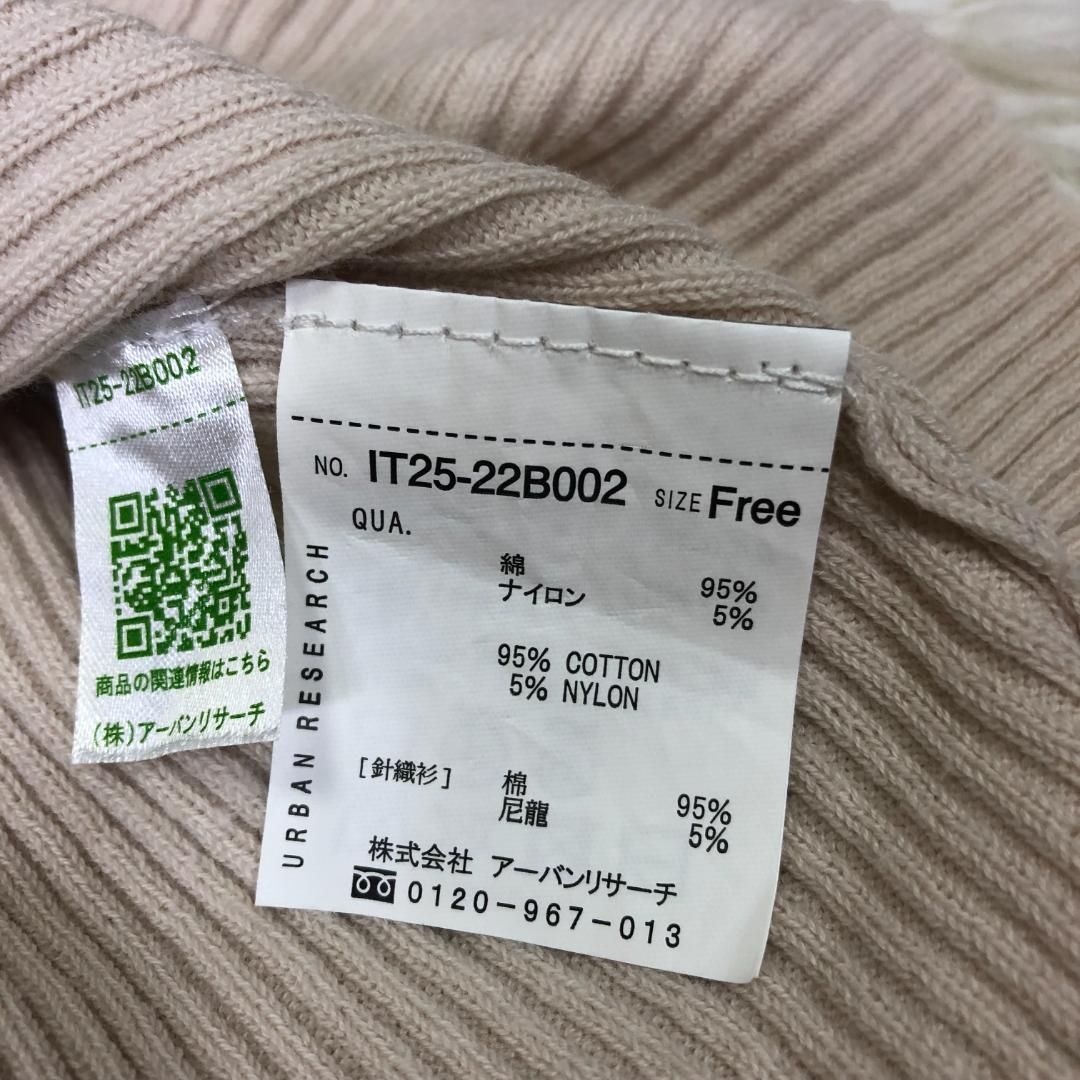 IT25-22B002
商品の関連情報はこちら
(株)アーバンリサーチ
NO. IT25-22B002 SIZE Free
QUA.
綿 95%
ナイロン 5%
95% COTTON
5% NYLON
[針織衫] 棉 95%
尼龍 5%
株式会社 アーバンリサーチ
0120-967-013
URBAN RESEARCH